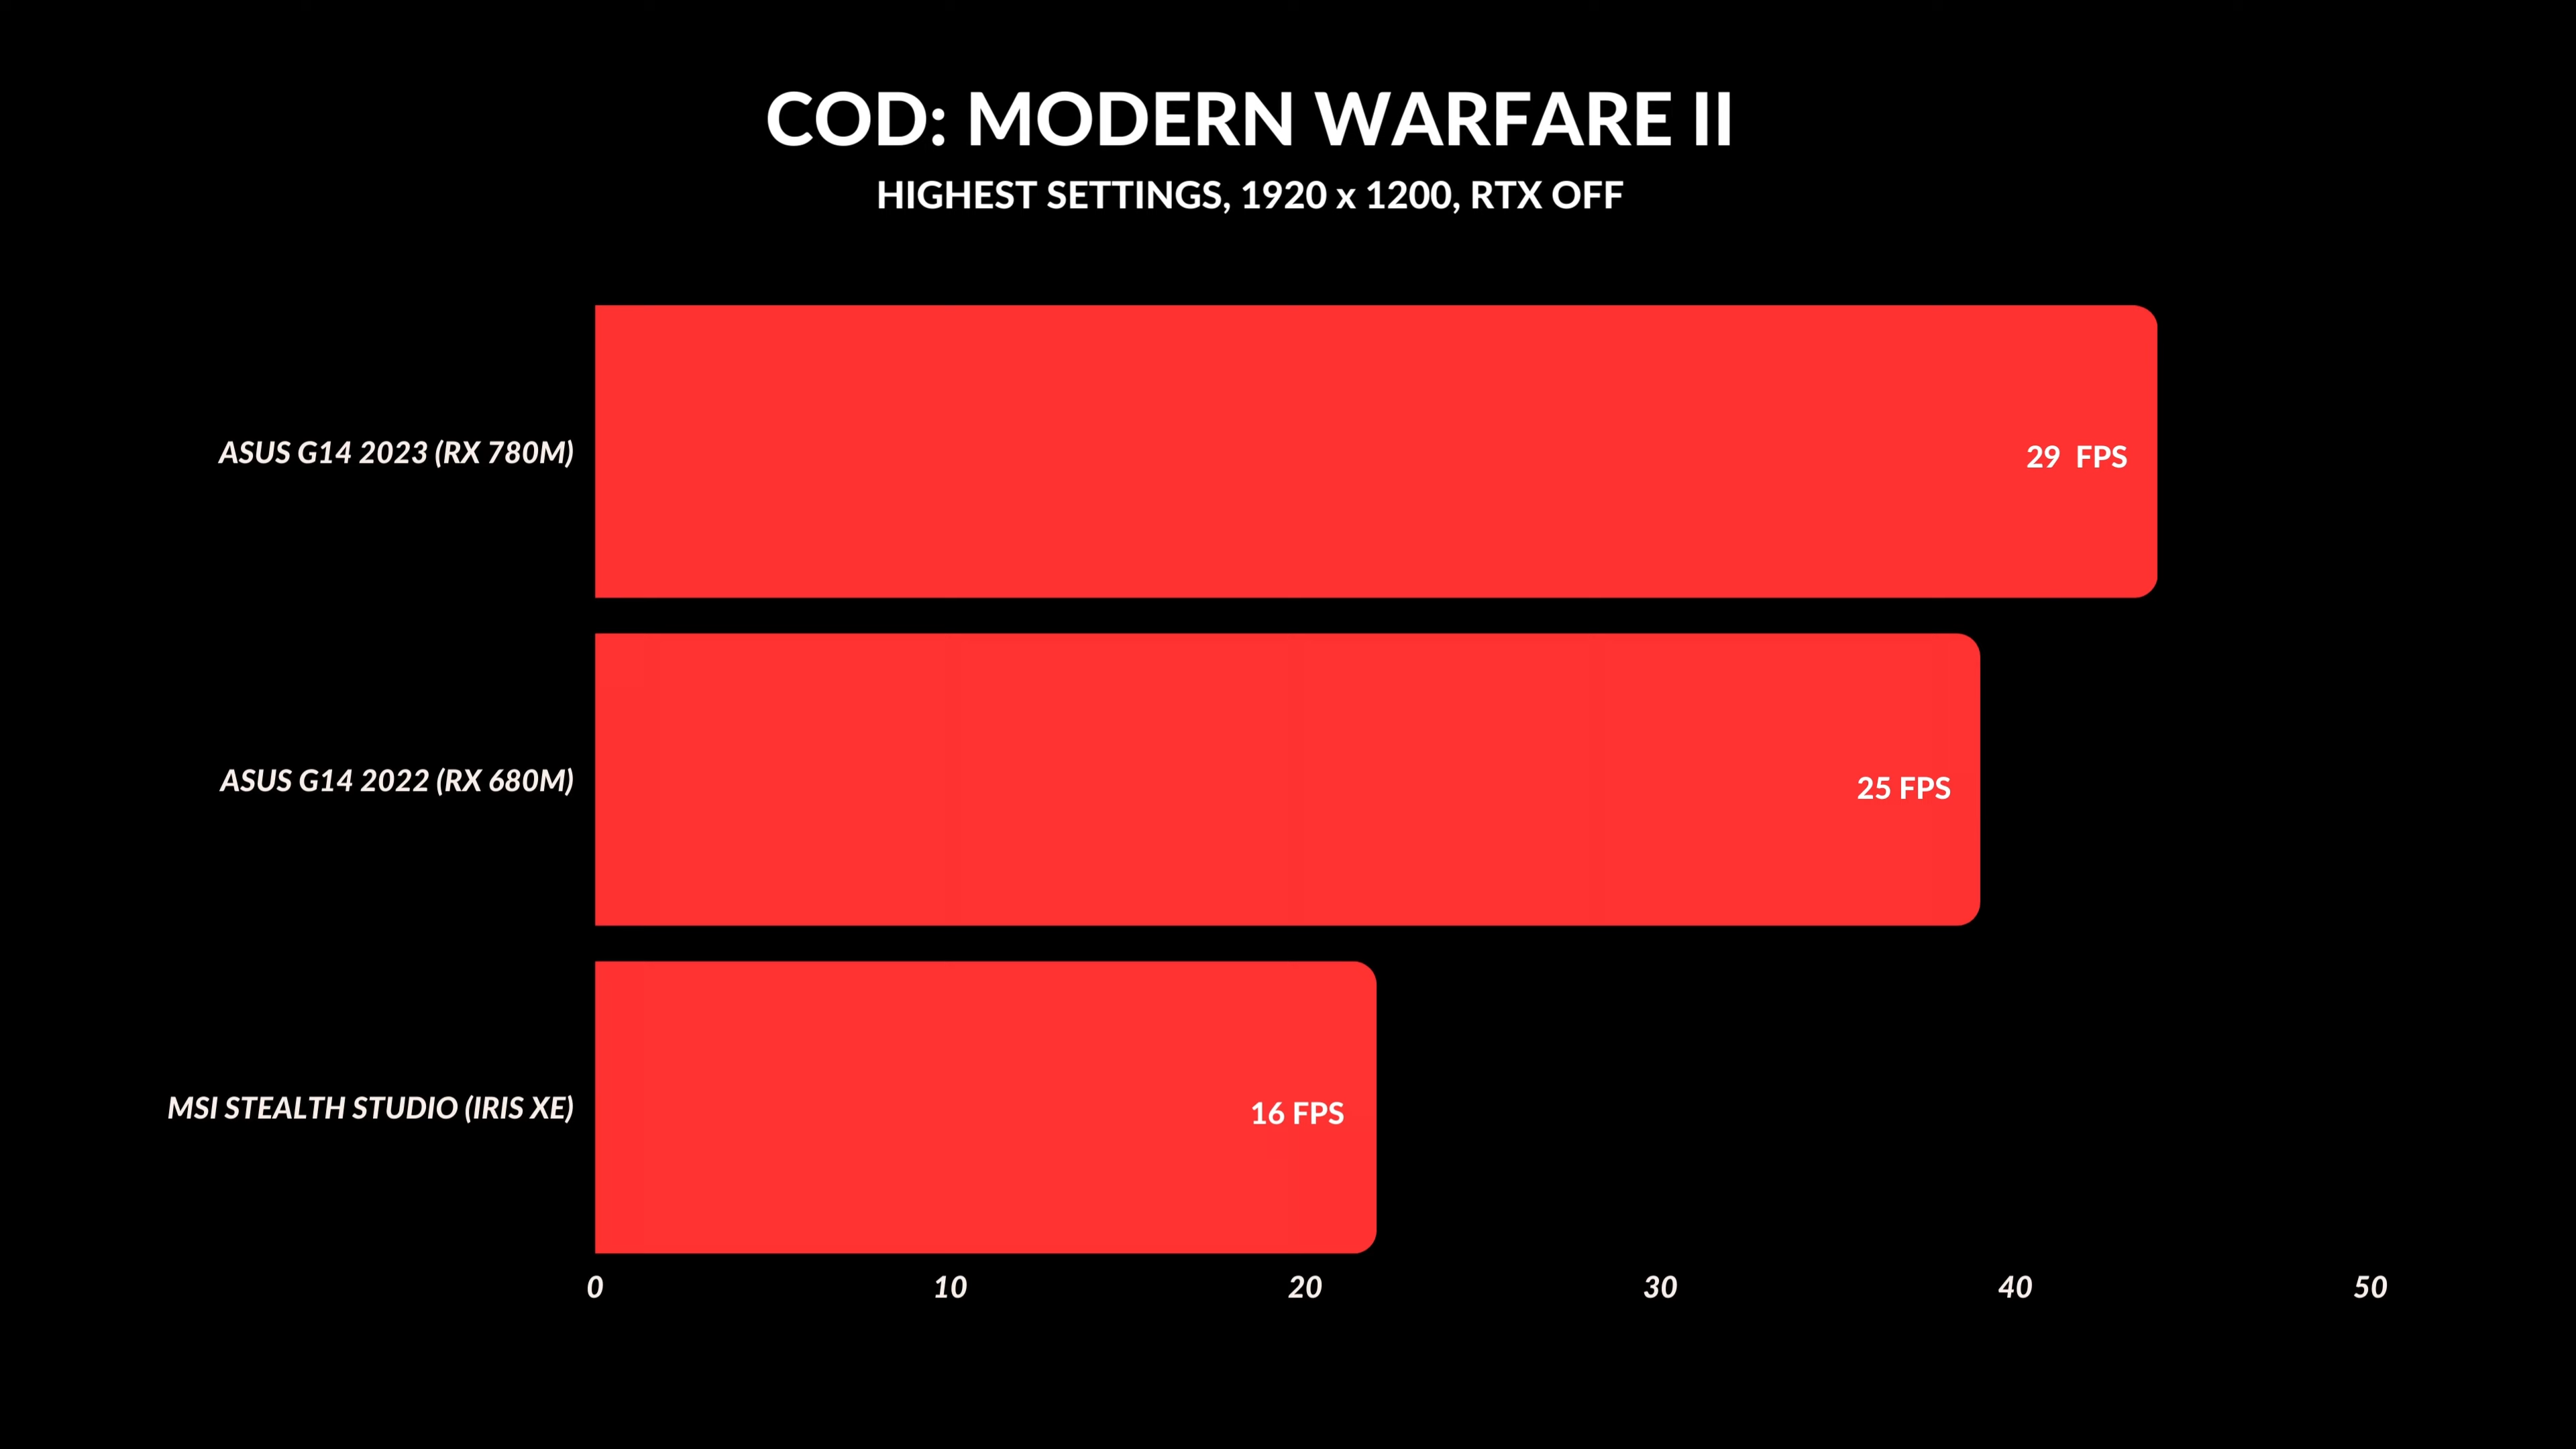 COD: MODERN WARFARE II
HIGHEST SETTINGS, 1920 x 1200, RTX OFF
ASUS G14 2023 (RX 780M)
29 FPS
ASUS G14 2022 (RX 680M)
25 FPS
MSI STEALTH STUDIO (IRIS XE)
16 FPS
0 10 20 30 40 50